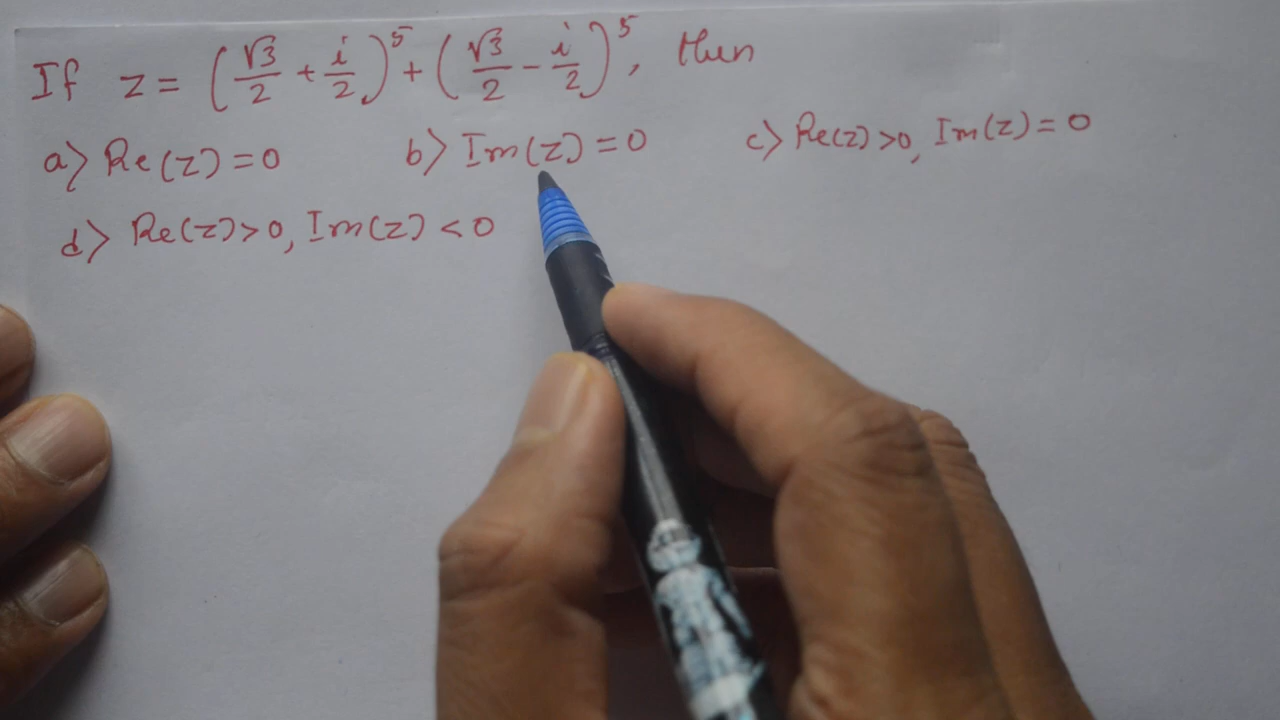 If z = (√3/2 + i/2)^5 + (√3/2 - i/2)^5, then
a) Re(z) = 0 b) Im(z) = 0 c) Re(z) > 0, Im(z) = 0
d) Re(z) > 0, Im(z) < 0